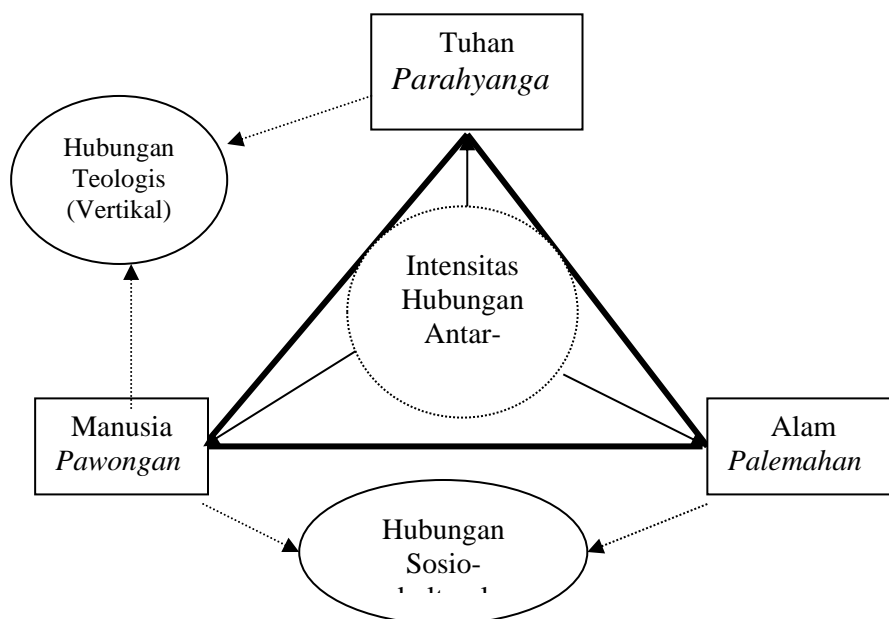 Tuhan
Parahyanga
Hubungan
Teologis
(Vertikal)
Intensitas
Hubungan
Antar-
Manusia
Pawongan
Alam
Palemahan
Hubungan
Sosio-